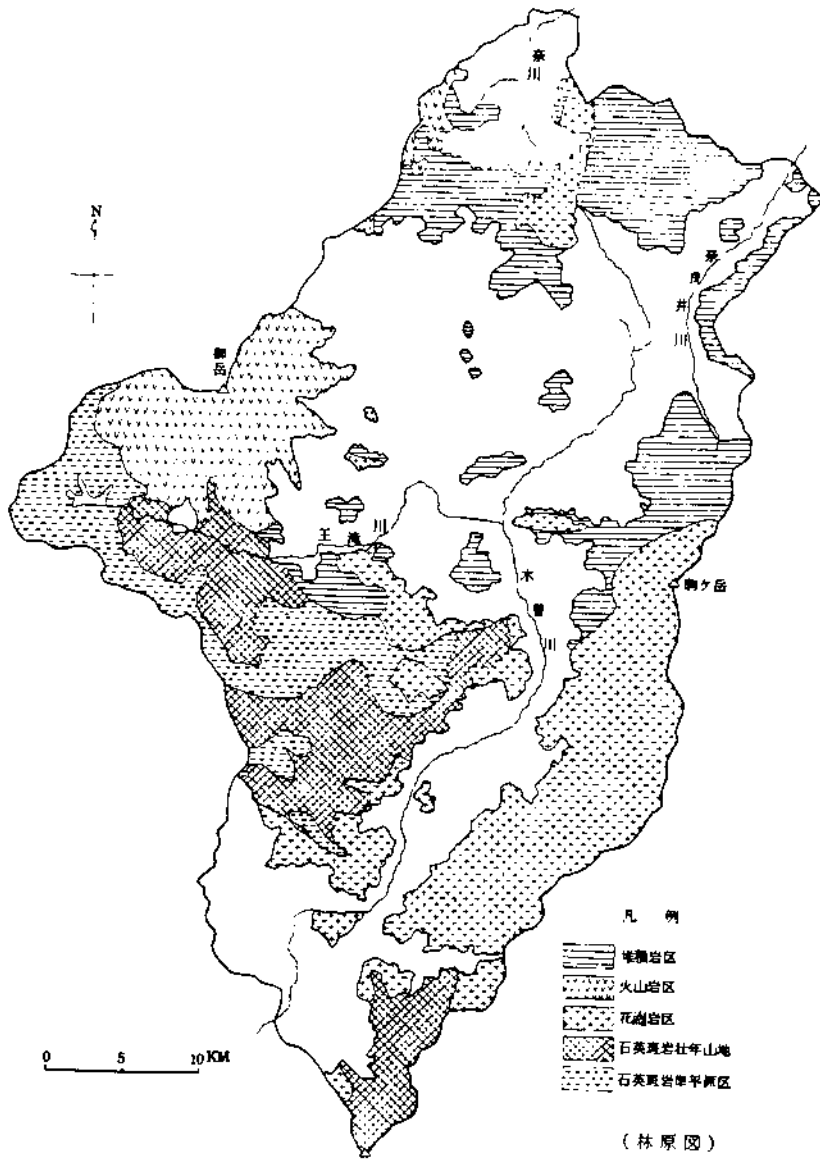 奈川
N
奈良井川
御岳
王滝川
木曽川
駒ケ岳
凡 例
堆積岩区
火山岩区
花崗岩区
石英斑岩壮年山地
石英斑岩準平原区
0 5 10 KM
(林原図)